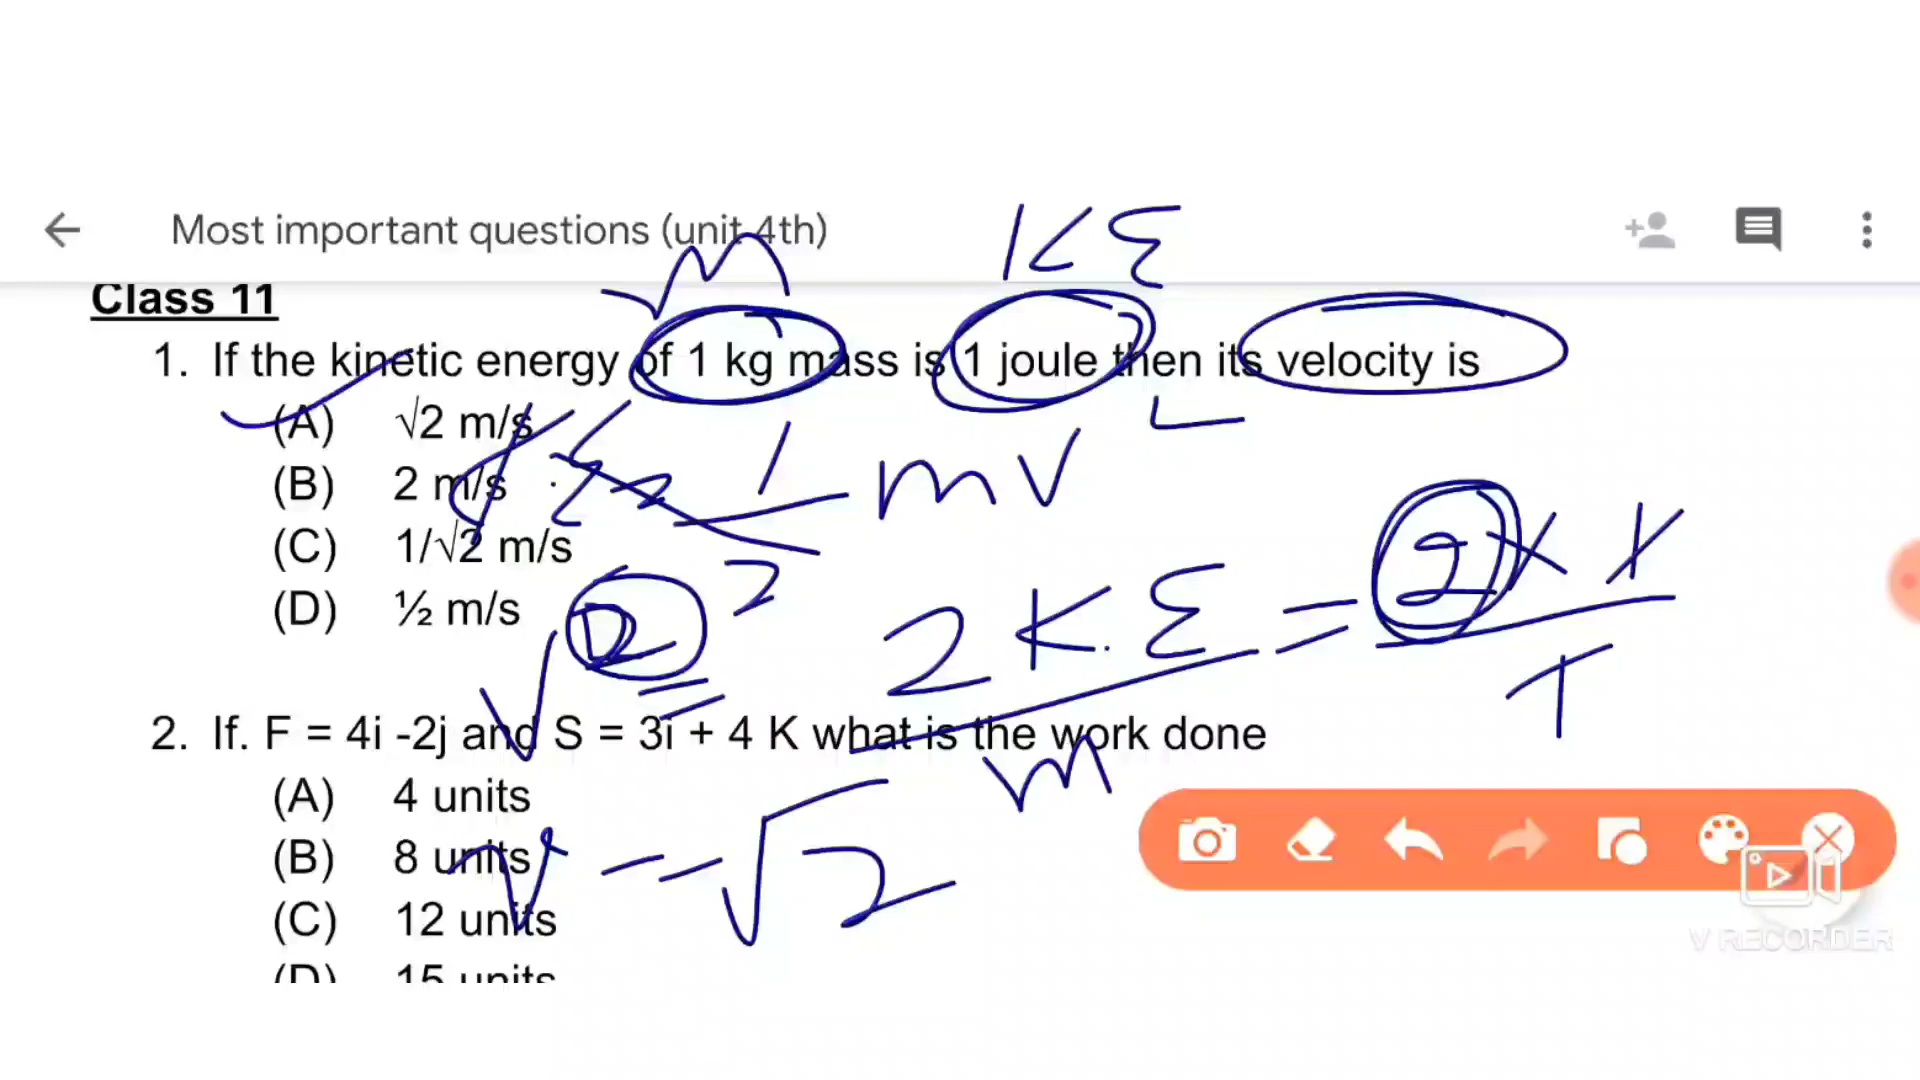 Most important questions (unit 4th)
KE
m
Class 11
1. If the kinetic energy of 1 kg mass is 1 joule then its velocity is
(A) √2 m/s
(B) 2 m/s
(C) 1/√2 m/s
(D) ½ m/s
1 mv
2
2 K.E = 2 x 1
m 1
2. If. F = 4i -2j and S = 3i + 4 K what is the work done
(A) 4 units
(B) 8 units
(C) 12 units
(D) 15 units
v = √2
V RECORDER